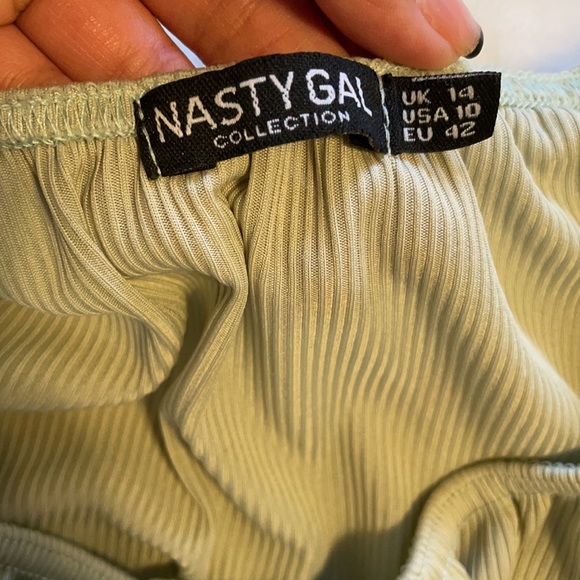 NASTY GAL
COLLECTION
UK 14
USA 10
EU 42